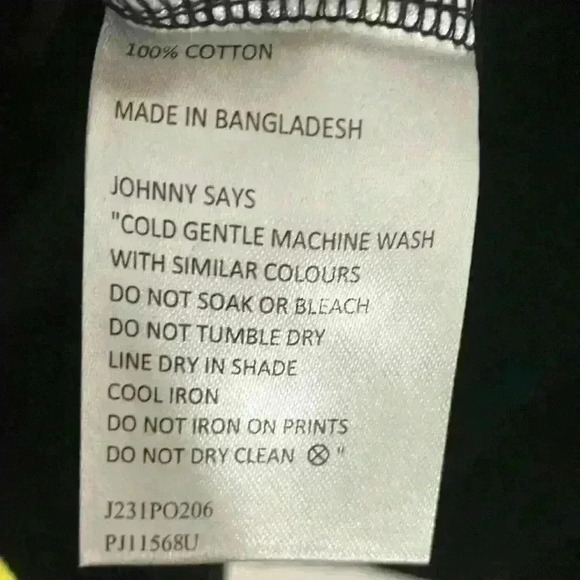 100% COTTON
MADE IN BANGLADESH
JOHNNY SAYS
"COLD GENTLE MACHINE WASH
WITH SIMILAR COLOURS
DO NOT SOAK OR BLEACH
DO NOT TUMBLE DRY
LINE DRY IN SHADE
COOL IRON
DO NOT IRON ON PRINTS
DO NOT DRY CLEAN ⓧ "
J231PO206
PJ11568U